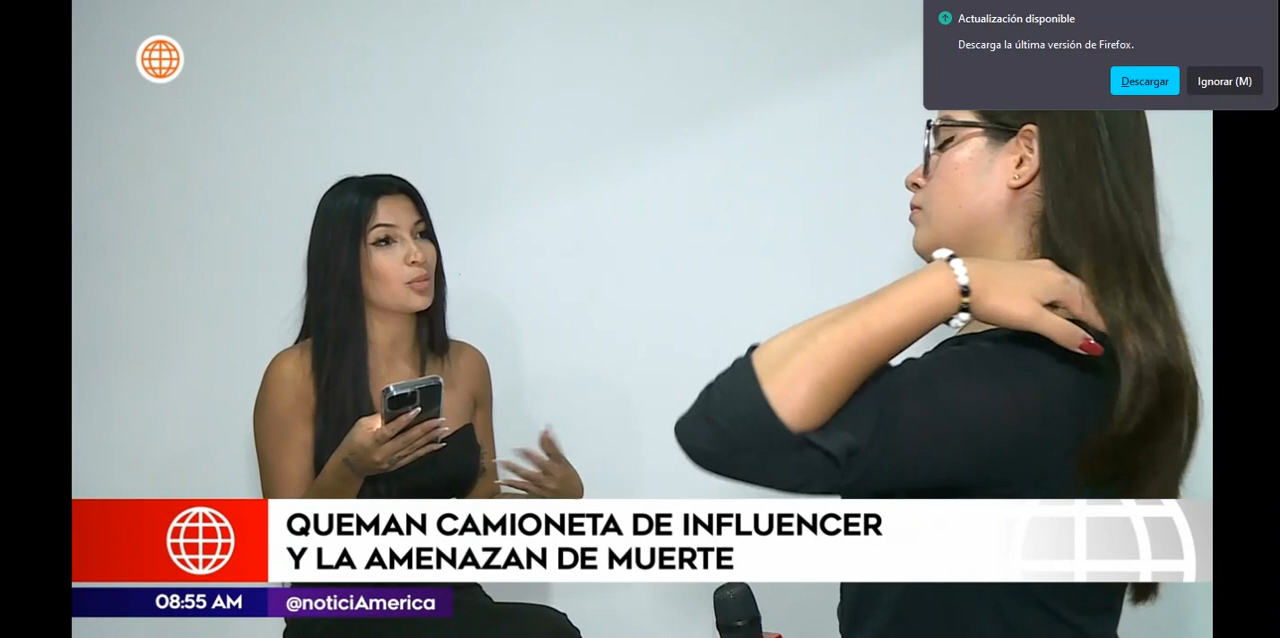 Actualización disponible
Descarga la última versión de Firefox.
Descargar
Ignorar (M)
QUEMAN CAMIONETA DE INFLUENCER
Y LA AMENAZAN DE MUERTE
08:55 AM
@noticiAmerica